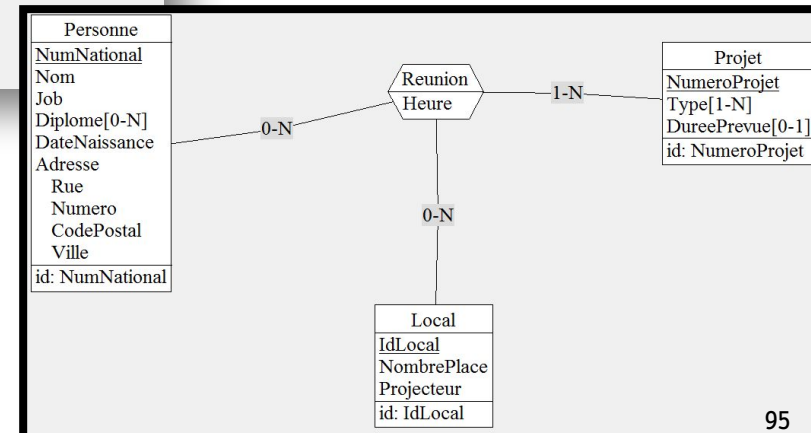 Personne
NumNational
Nom
Job
Diplome[0-N]
DateNaissance
Adresse
Rue
Numero
CodePostal
Ville
id: NumNational
0-N
Reunion
Heure
1-N
Projet
NumeroProjet
Type[1-N]
DureePrevue[0-1]
id: NumeroProjet
0-N
Local
IdLocal
NombrePlace
Projecteur
id: IdLocal
95